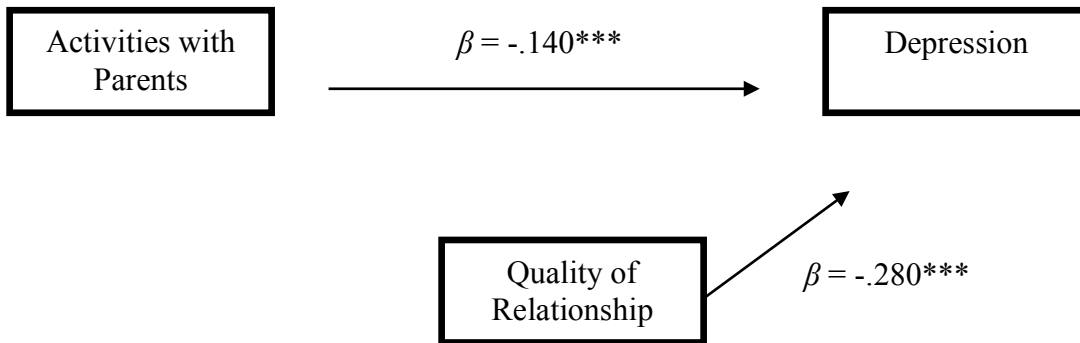 Activities with
Parents
β = -.140***
Depression
Quality of
Relationship
β = -.280***